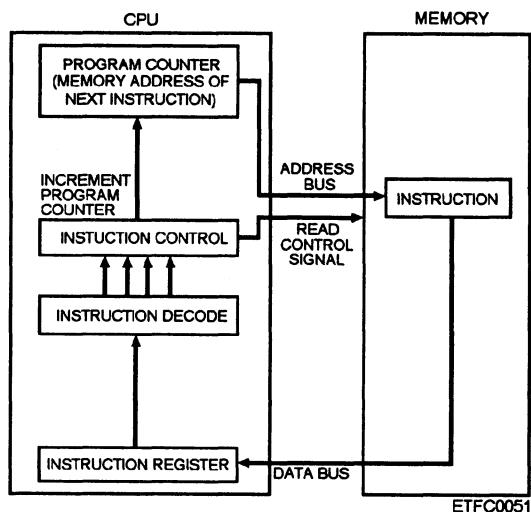 CPU
MEMORY
PROGRAM COUNTER
(MEMORY ADDRESS OF
NEXT INSTRUCTION)
ADDRESS
BUS
INSTRUCTION
INCREMENT
PROGRAM
COUNTER
INSTUCTION CONTROL
READ
CONTROL
SIGNAL
INSTRUCTION DECODE
INSTRUCTION REGISTER
DATA BUS
ETFC0051